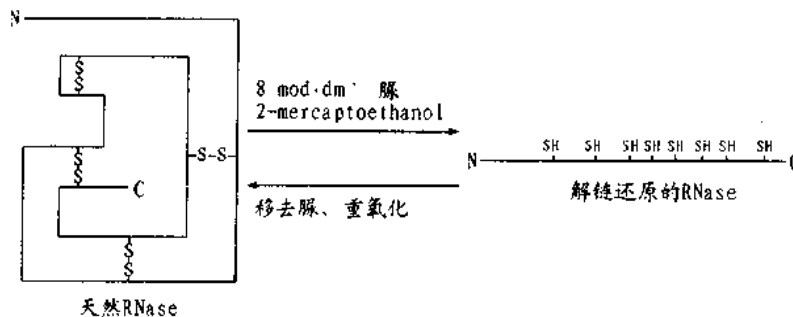 N
S
S
8 mod·dm⁻ 脲
2-mercaptoethanol
S
S
-S-S-
C
移去脲、重氧化
S
S
天然RNase
SH SH SH SH SH SH SH SH
N C
解链还原的RNase